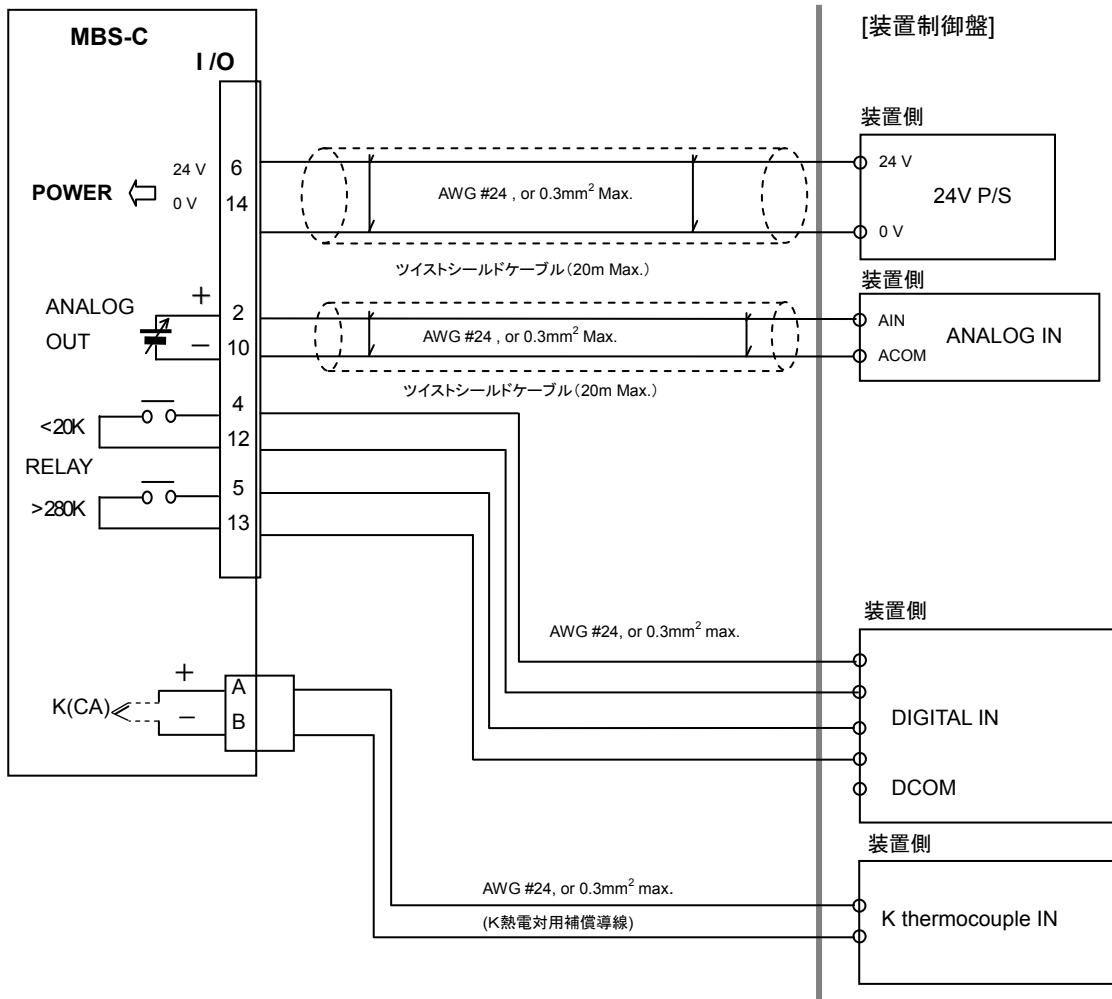 MBS-C
I /O
[装置制御盤]
装置側
24 V
6
24 V
POWER
0 V
14
AWG #24 , or 0.3mm² Max.
24V P/S
0 V
ツイストシールドケーブル(20m Max.)
装置側
ANALOG
OUT
+
2
−
10
AWG #24 , or 0.3mm² Max.
AIN
ACOM
ANALOG IN
ツイストシールドケーブル(20m Max.)
<20K
4
12
RELAY
>280K
5
13
装置側
AWG #24, or 0.3mm² max.
DIGITAL IN
DCOM
K(CA)
+
A
−
B
装置側
AWG #24, or 0.3mm² max.
(K熱電対用補償導線)
K thermocouple IN